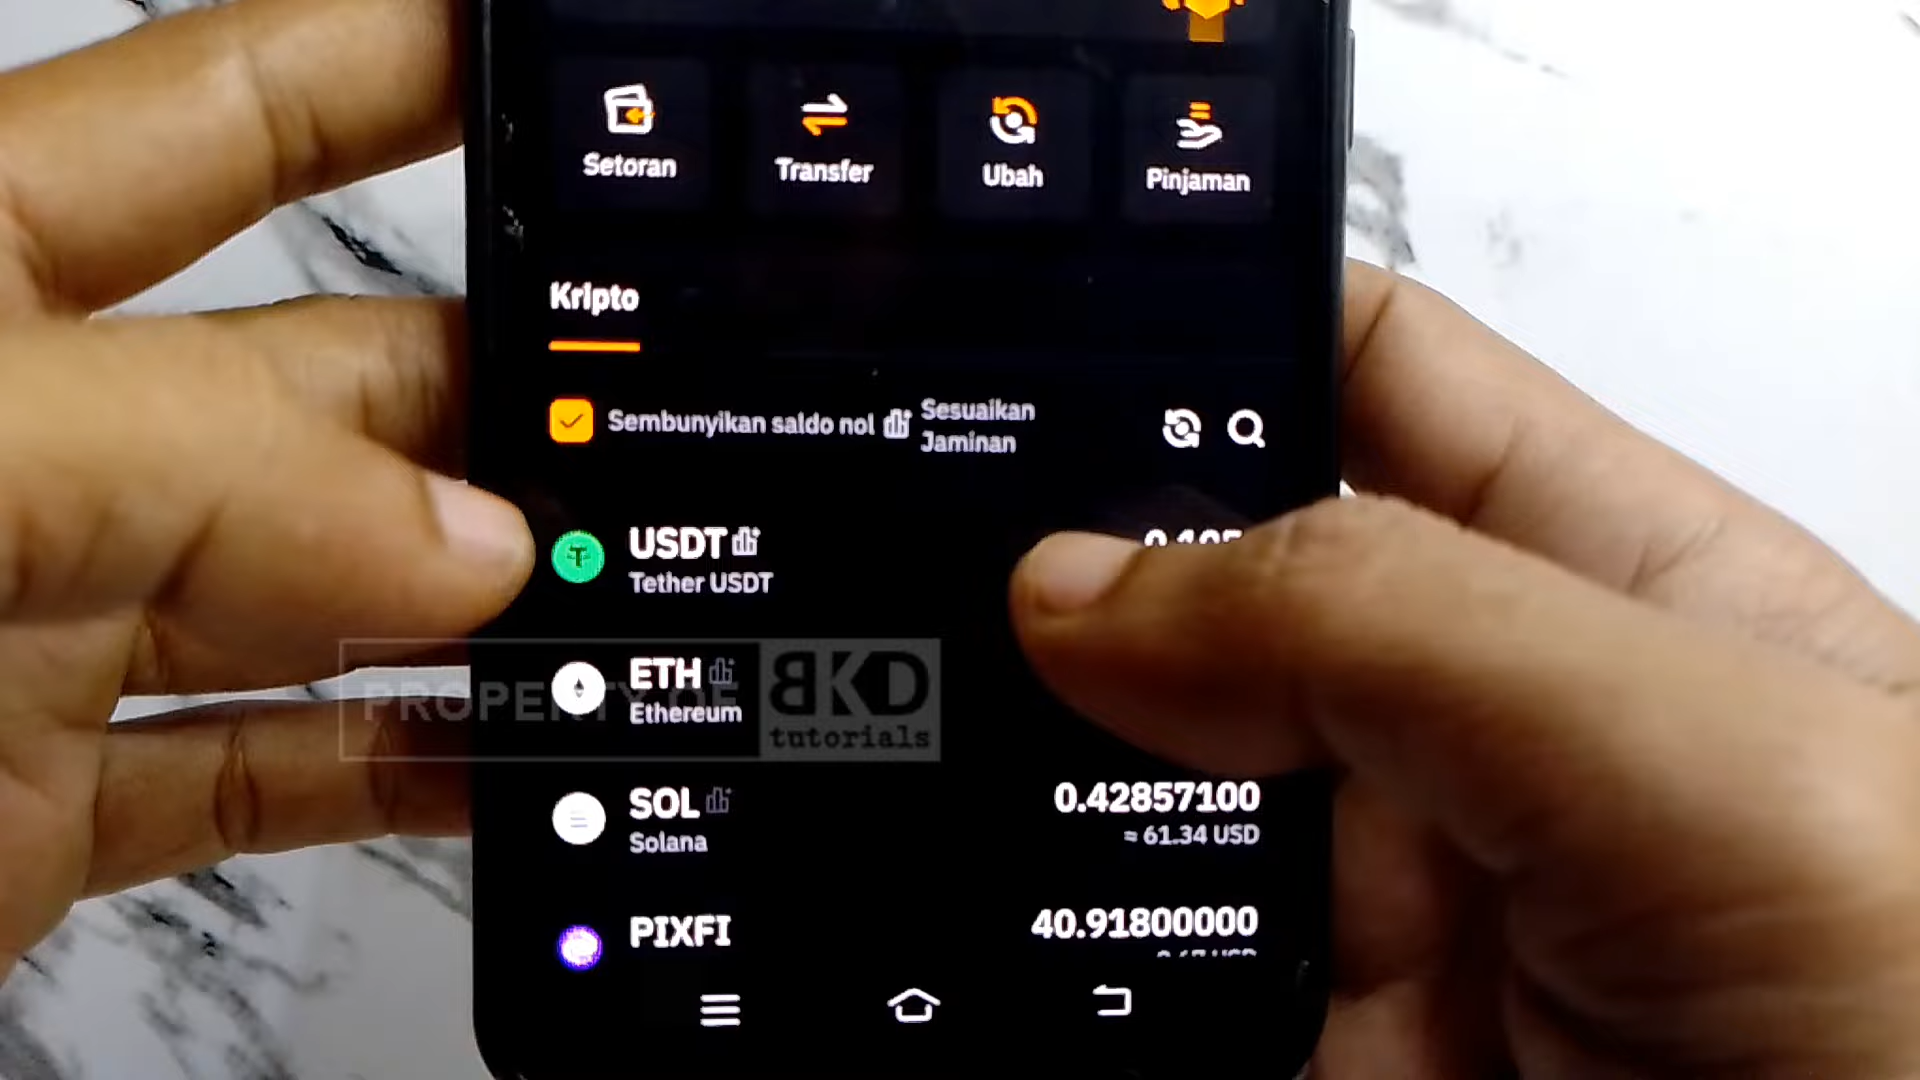 Setoran
Transfer
Ubah
Pinjaman
Kripto
Sembunyikan saldo nol
Sesuaikan
Jaminan
USDT
Tether USDT
ETH
Ethereum
PROPERTY OF
BKD
tutorials
SOL
0.42857100
Solana
≈ 61.34 USD
PIXFI
40.91800000